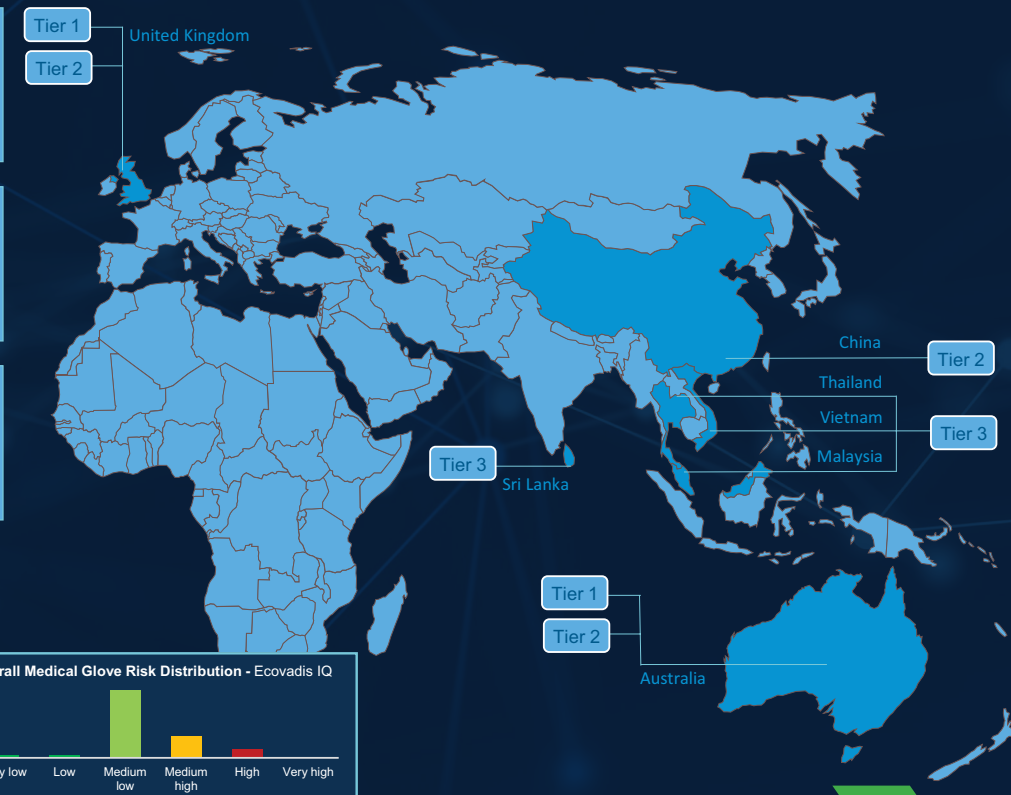 Tier 1
United Kingdom
Tier 2
China
Tier 2
Thailand
Vietnam
Tier 3
Malaysia
Tier 3
Sri Lanka
Tier 1
Tier 2
Australia
Medical Glove Risk Distribution - Ecovadis IQ
low
Low
Medium
low
Medium
high
High
Very high